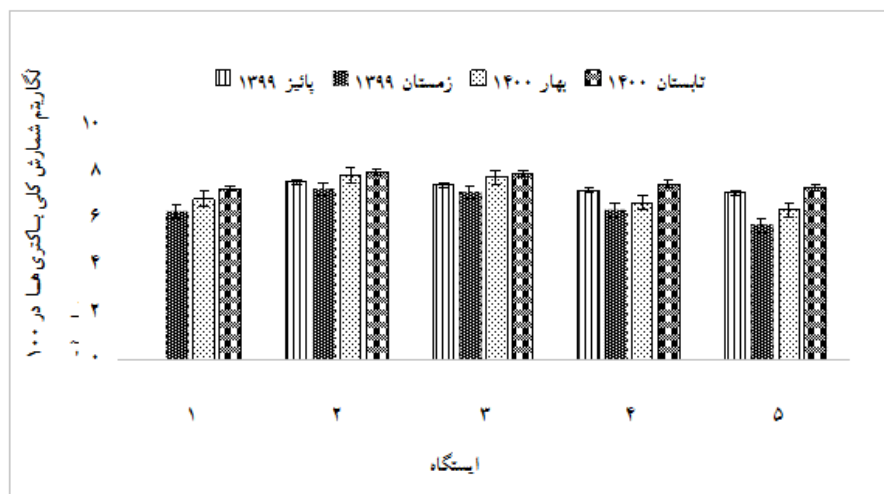 پائیز ۱۳۹۹ زمستان ۱۳۹۹ بهار ۱۴۰۰ تابستان ۱۴۰۰
لگاریتم شمارش کلی باکتری‌ها در ۱۰۰
۱۰
۸
۶
۴
۲
۰
۱ ۲ ۳ ۴ ۵
ایستگاه